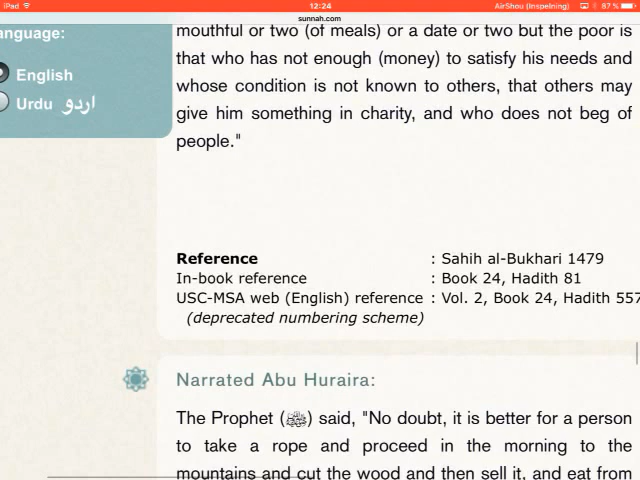 iPad 12:24 AirShou (Inspelning) 87 %
sunnah.com
anguage:
English
Urdu اردو
mouthful or two (of meals) or a date or two but the poor is
that who has not enough (money) to satisfy his needs and
whose condition is not known to others, that others may
give him something in charity, and who does not beg of
people."
Reference : Sahih al-Bukhari 1479
In-book reference : Book 24, Hadith 81
USC-MSA web (English) reference : Vol. 2, Book 24, Hadith 557
(deprecated numbering scheme)
Narrated Abu Huraira:
The Prophet (ﷺ) said, "No doubt, it is better for a person
to take a rope and proceed in the morning to the
mountains and cut the wood and then sell it, and eat from